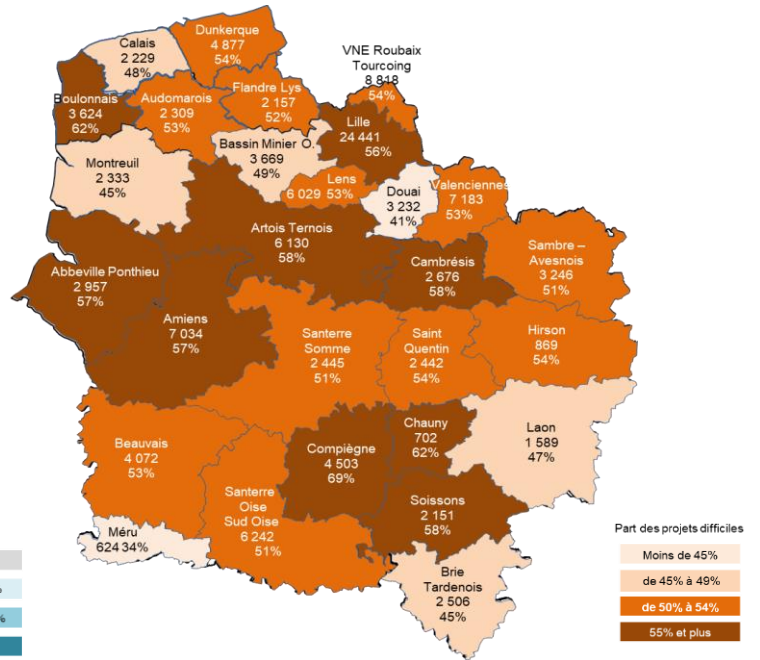 Dunkerque
4 877
54%
Calais
2 229
48%
VNE Roubaix
Tourcoing
8 818
54%
Boulonnais
3 624
62%
Audomarois
2 309
53%
Flandre Lys
2 157
52%
Lille
24 441
56%
Bassin Minier O.
3 669
49%
Montreuil
2 333
45%
Lens
6 029 53%
Douai
3 232
41%
Valenciennes
7 183
53%
Artois Ternois
6 130
58%
Cambrésis
2 676
58%
Sambre –
Avesnois
3 246
51%
Abbeville Ponthieu
2 957
57%
Amiens
7 034
57%
Santerre
Somme
2 445
51%
Saint
Quentin
2 442
54%
Hirson
869
54%
Beauvais
4 072
53%
Compiègne
4 503
69%
Chauny
702
62%
Laon
1 589
47%
Santerre
Oise
Sud Oise
6 242
51%
Soissons
2 151
58%
Méru
624 34%
Brie
Tardenois
2 506
45%
Part des projets difficiles
Moins de 45%
de 45% à 49%
de 50% à 54%
55% et plus
%
%